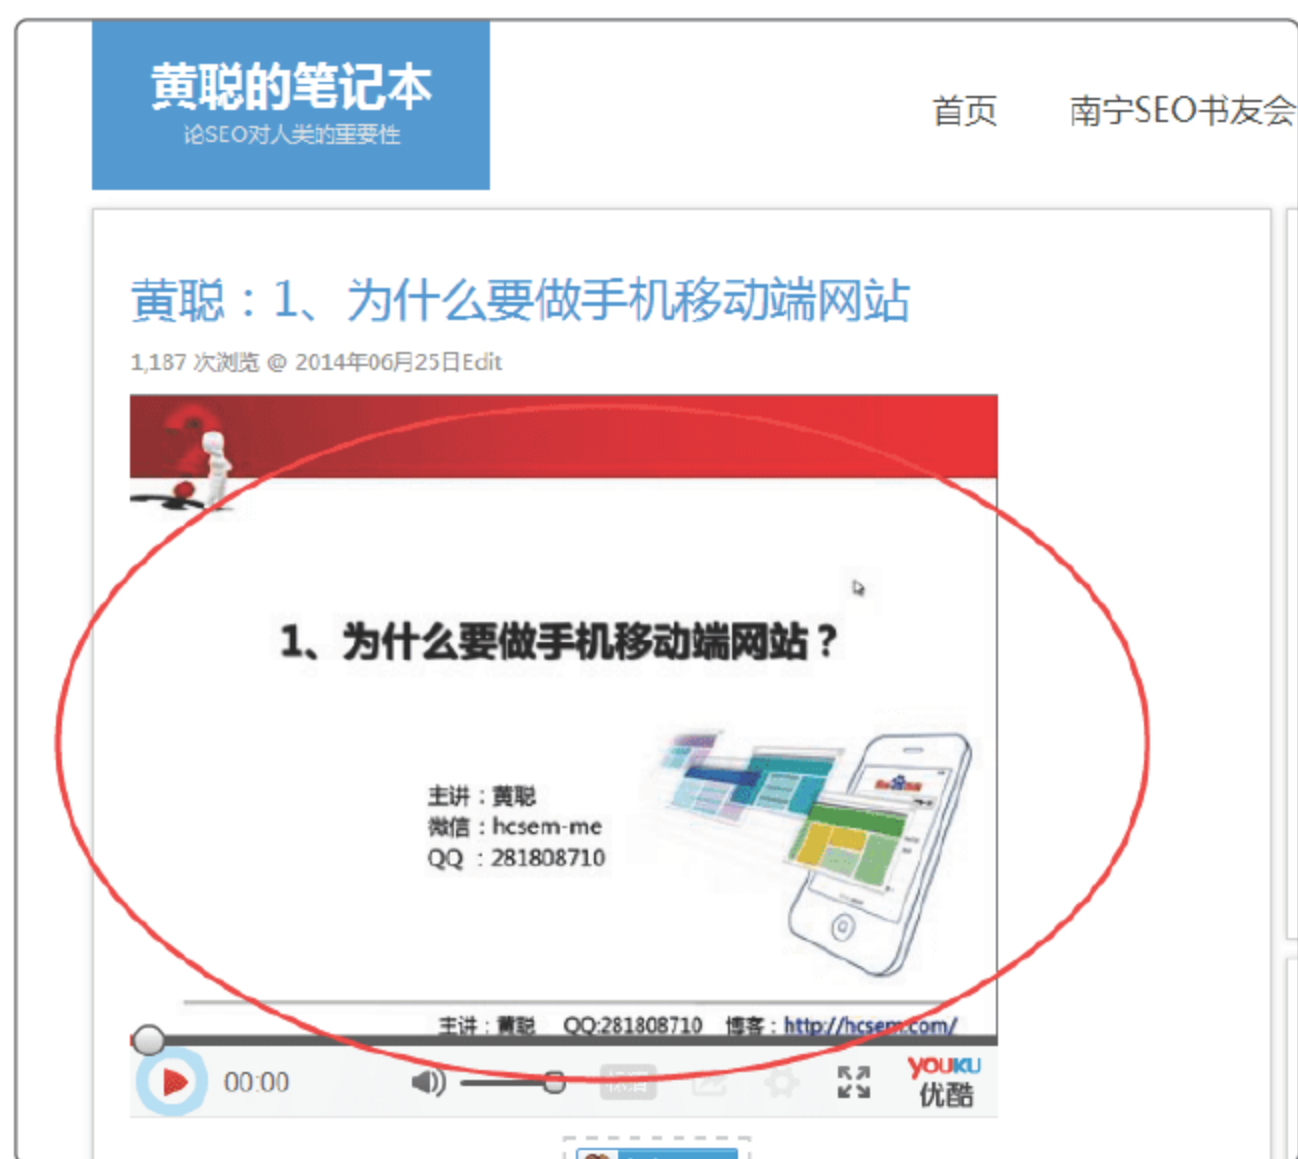 黄聪的笔记本
论SEO对人类的重要性
首页 南宁SEO书友会
黄聪：1、为什么要做手机移动端网站
1,187 次浏览 @ 2014年06月25日Edit
1、为什么要做手机移动端网站？
主讲：黄聪
微信：hcsem-me
QQ ：281808710
主讲：黄聪 QQ:281808710 博客：http://hcsem.com/
00:00
YOUKU
优酷